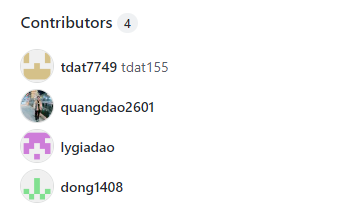 Contributors 4
tdat7749 tdat155
quangdao2601
lygiadao
dong1408